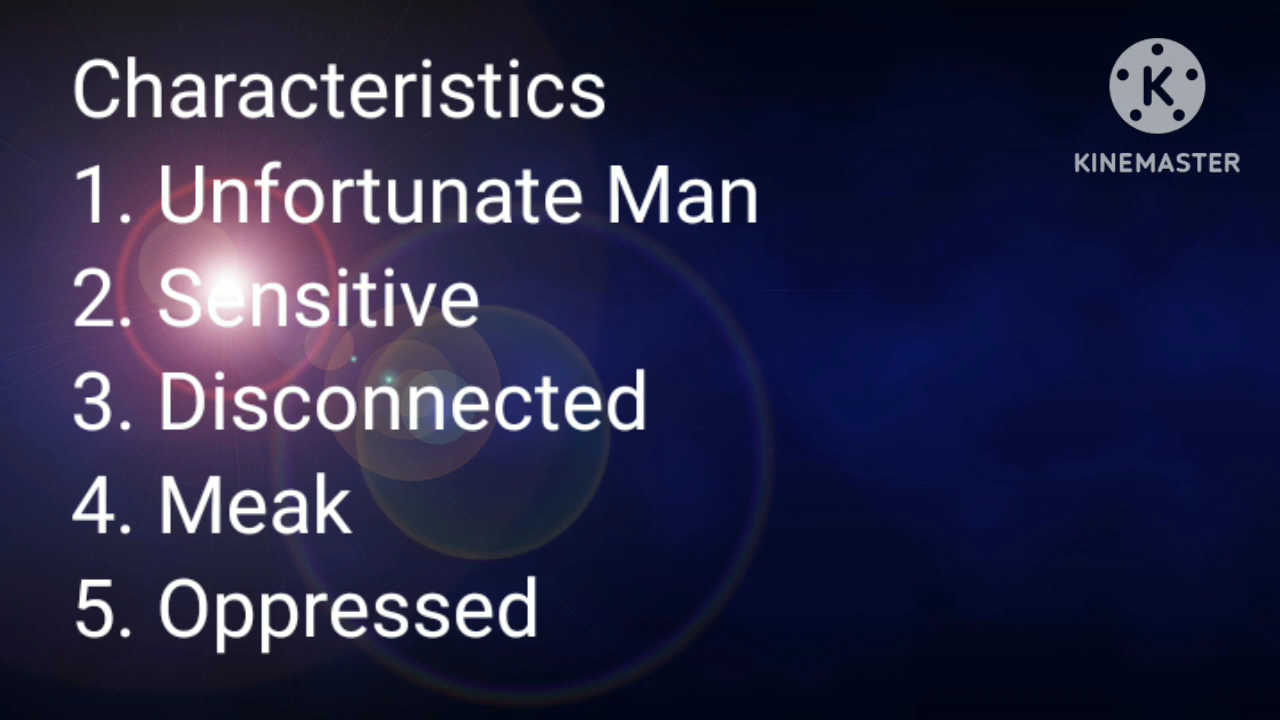 Characteristics
1. Unfortunate Man
2. Sensitive
3. Disconnected
4. Meak
5. Oppressed
K
KINEMASTER